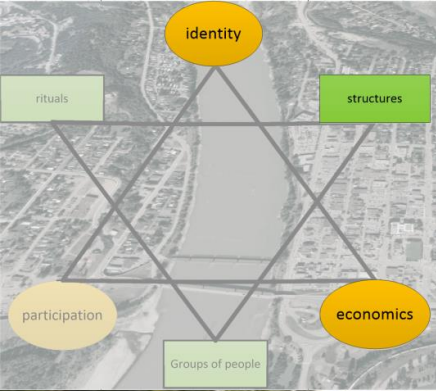 identity
rituals
structures
participation
economics
Groups of people